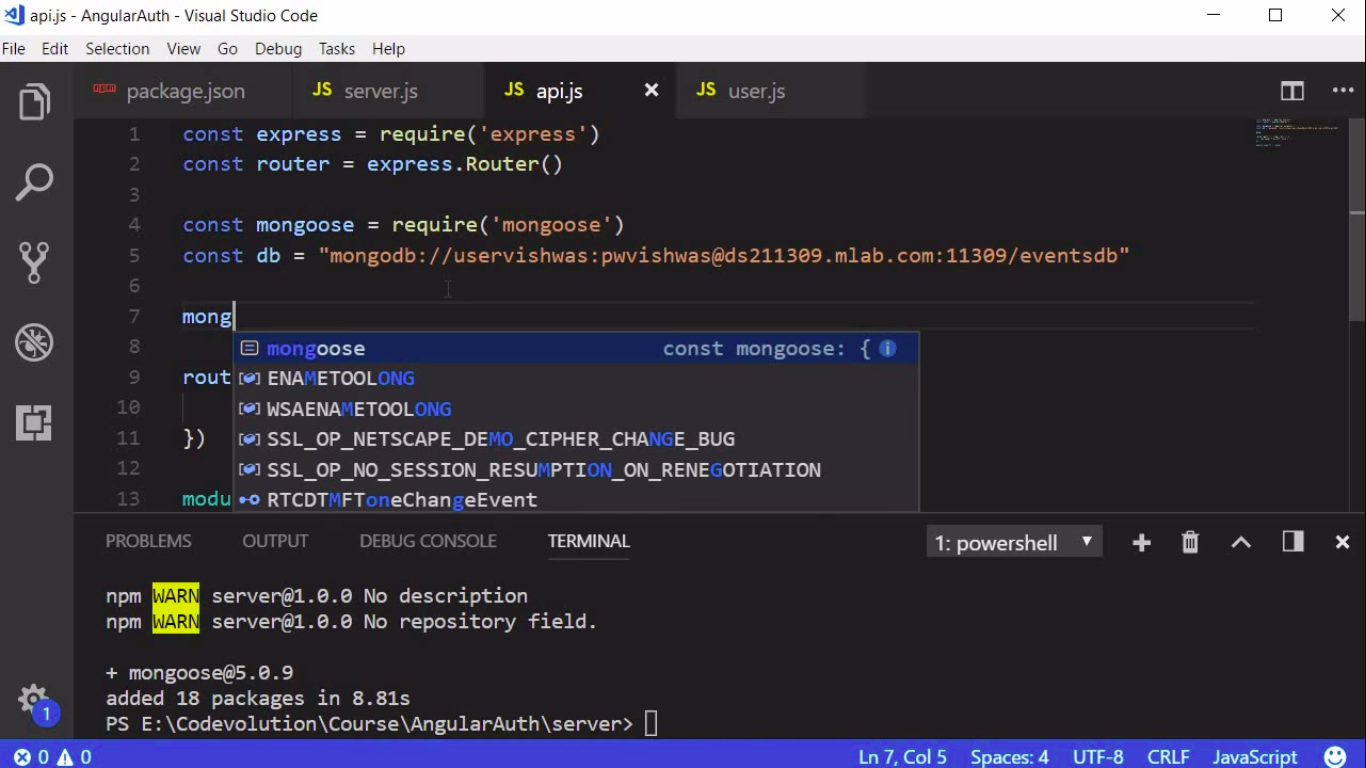 api.js - AngularAuth - Visual Studio Code
File Edit Selection View Go Debug Tasks Help
npm package.json JS server.js JS api.js JS user.js
1 const express = require('express')
2 const router = express.Router()
3
4 const mongoose = require('mongoose')
5 const db = "mongodb://uservishwas:pwvishwas@ds211309.mlab.com:11309/eventsdb"
6
7 mong
8 mongoose const mongoose: {
9 rout ENAMETOOLONG
10 WSAENAMETOOLONG
11 }) SSL_OP_NETSCAPE_DEMO_CIPHER_CHANGE_BUG
12 SSL_OP_NO_SESSION_RESUMPTION_ON_RENEGOTIATION
13 modu RTCDTMFToneChangeEvent
PROBLEMS OUTPUT DEBUG CONSOLE TERMINAL 1: powershell
npm WARN server@1.0.0 No description
npm WARN server@1.0.0 No repository field.
+ mongoose@5.0.9
added 18 packages in 8.81s
PS E:\Codevolution\Course\AngularAuth\server>
1
0 0 Ln 7, Col 5 Spaces: 4 UTF-8 CRLF JavaScript